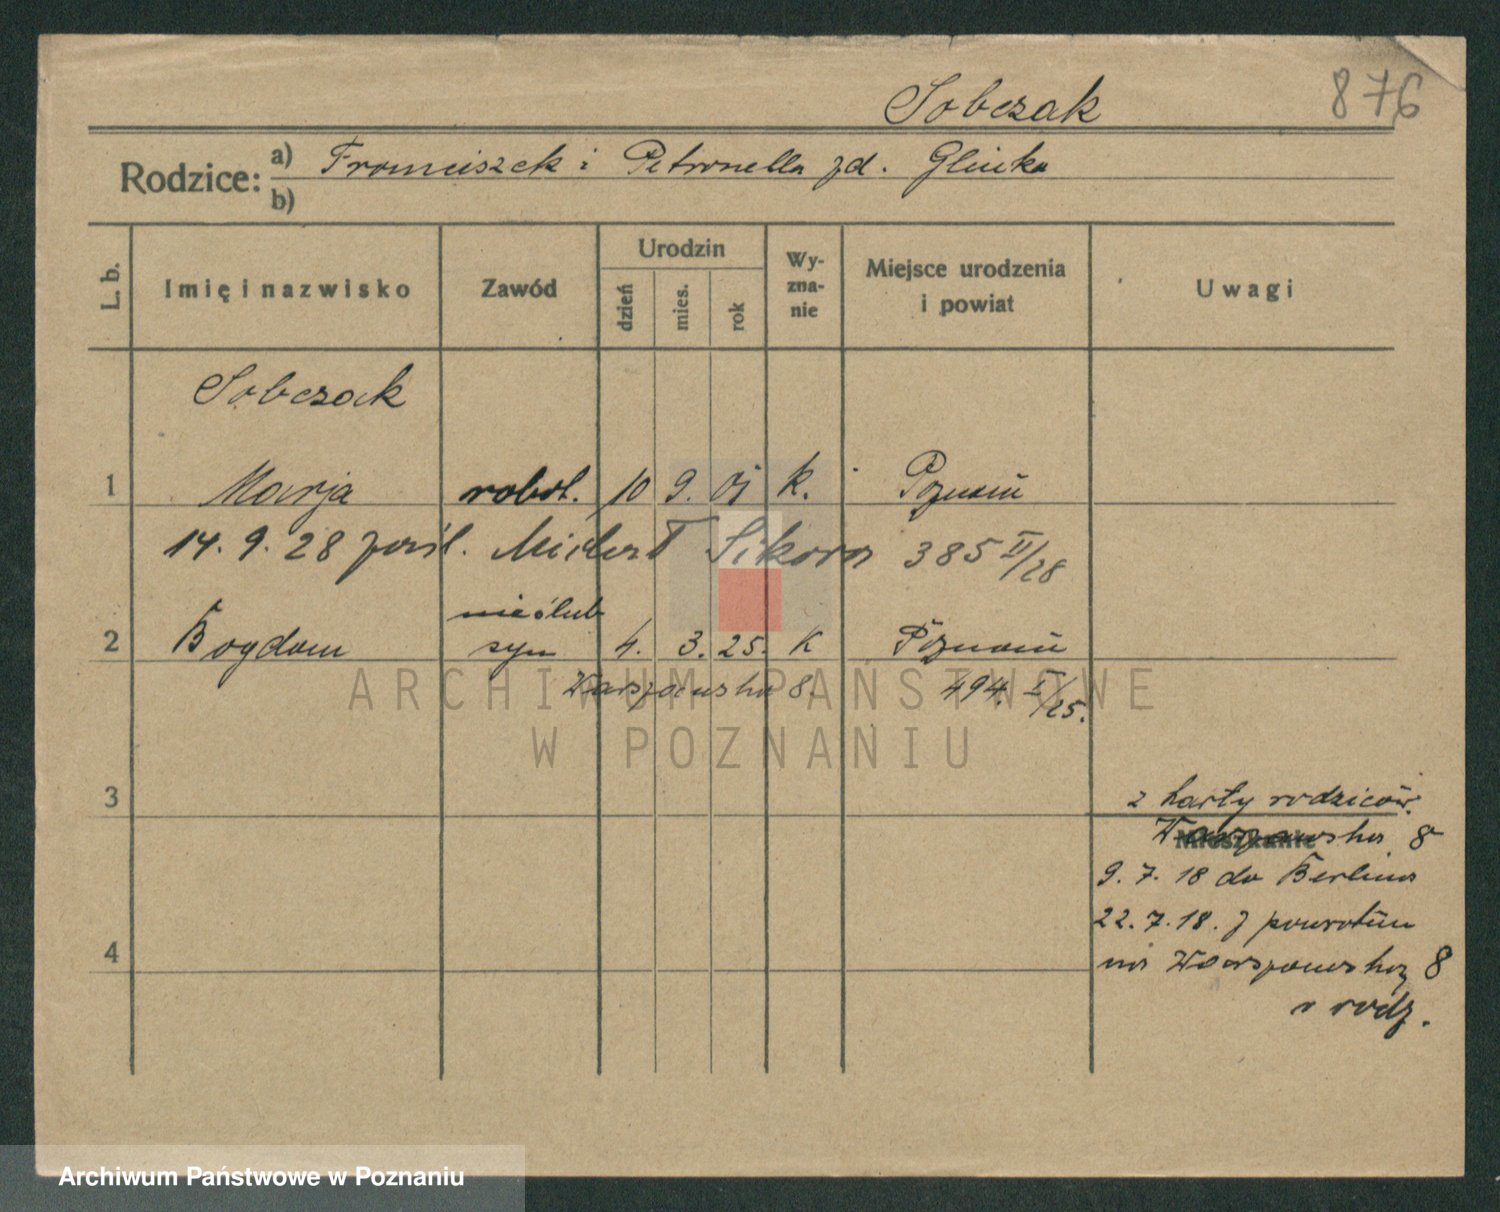 Sobczak
876
Rodzice: a) Franciszek i Petronella zd. Glinka
b)
L. b. Imię i nazwisko Zawód Urodzin dzień mies. rok Wy-zna-nie Miejsce urodzenia i powiat Uwagi
Sobczak
1 Marja robot. 10 9. 01 k. Poznań
14. 9. 28 zaśl. Sikora 385 II/28
nieślub
2 Bogdan syn 4. 3. 25. k Poznań
Warszawska 8. 494. I/25.
ARCHIWUM PAŃSTWOWE
W POZNANIU
3 z karty rodziców.
Mieszkanie
Warszawska 8
9. 7. 18 do Berlina
22. 7. 18. z powrotem
4 na Warszawską 8
v rodz.
Archiwum Państwowe w Poznaniu